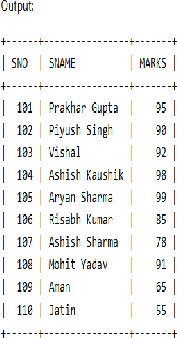 Output:
+------+----------------+-------+
| SNO | SNAME | MARKS |
+------+----------------+-------+
| 101 | Prakhar Gupta | 95 |
| 102 | Piyush Singh | 90 |
| 103 | Vishal | 92 |
| 104 | Ashish Kaushik | 98 |
| 105 | Aryan Sharma | 99 |
| 106 | Risabh Kumar | 85 |
| 107 | Ashish Sharma | 78 |
| 108 | Mohit Yadav | 91 |
| 109 | Aman | 65 |
| 110 | Jatin | 55 |
+------+----------------+-------+